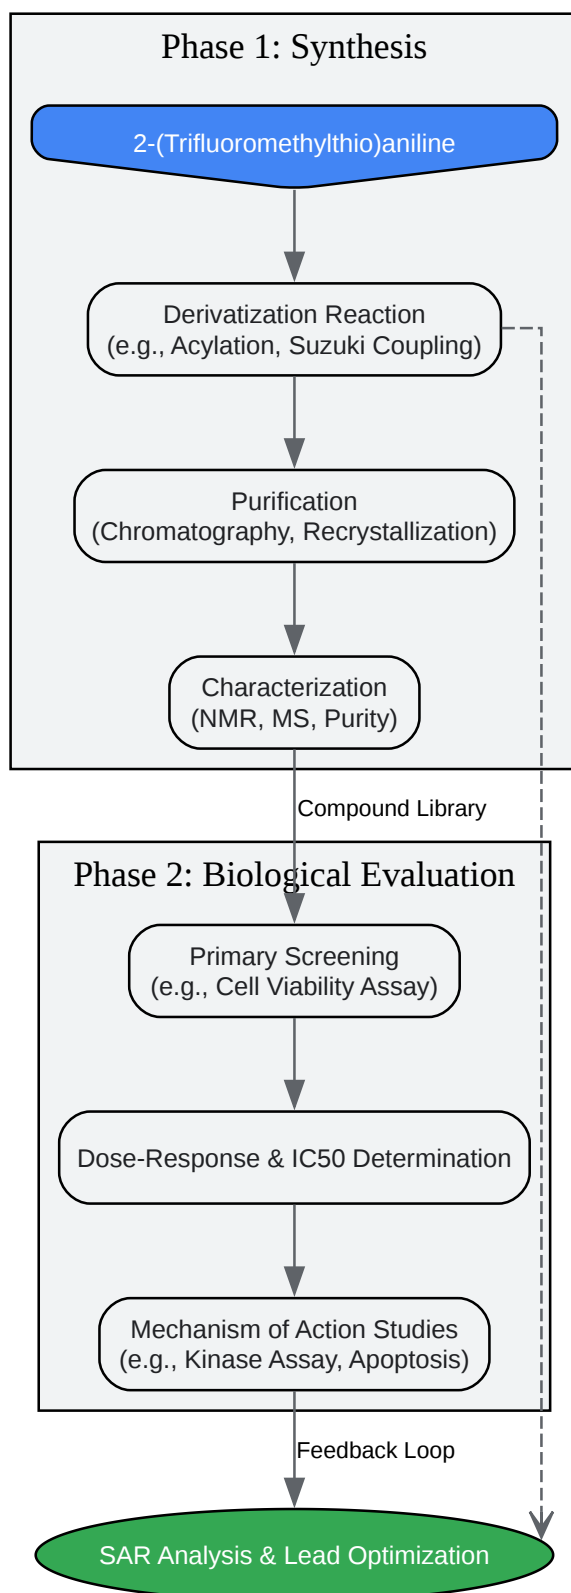 Phase 1: Synthesis
2-(Trifluoromethylthio)aniline
Derivatization Reaction
(e.g., Acylation, Suzuki Coupling)
Purification
(Chromatography, Recrystallization)
Characterization
(NMR, MS, Purity)
Compound Library
Phase 2: Biological Evaluation
Primary Screening
(e.g., Cell Viability Assay)
Dose-Response & IC50 Determination
Mechanism of Action Studies
(e.g., Kinase Assay, Apoptosis)
Feedback Loop
SAR Analysis & Lead Optimization